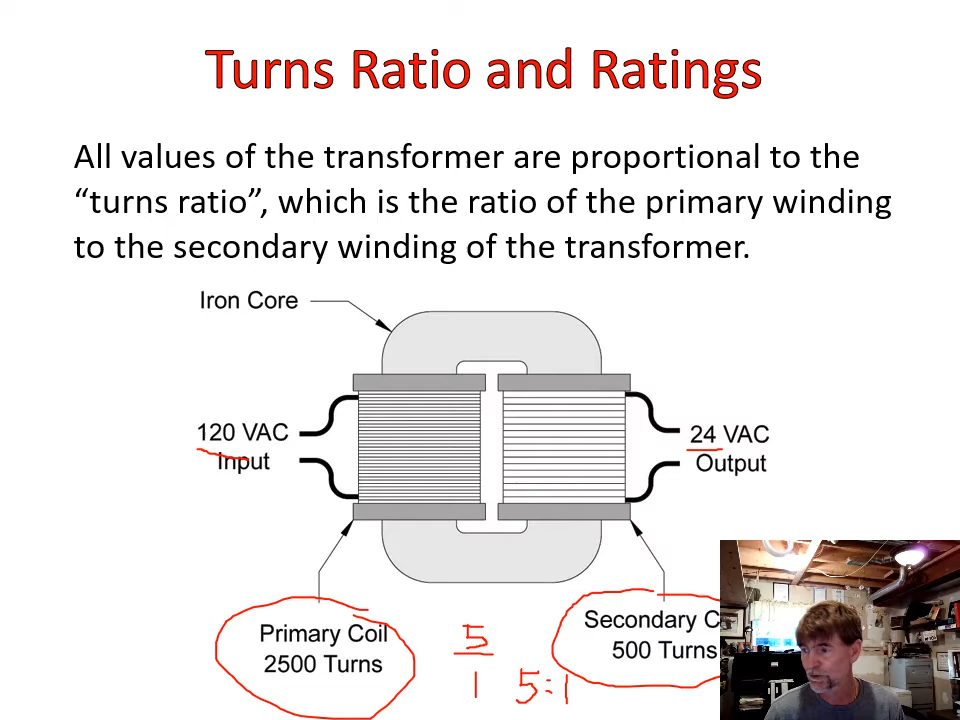 Turns Ratio and Ratings
All values of the transformer are proportional to the
“turns ratio”, which is the ratio of the primary winding
to the secondary winding of the transformer.
Iron Core
120 VAC
Input
24 VAC
Output
Primary Coil
2500 Turns
5
1
5:1
Secondary C
500 Turns